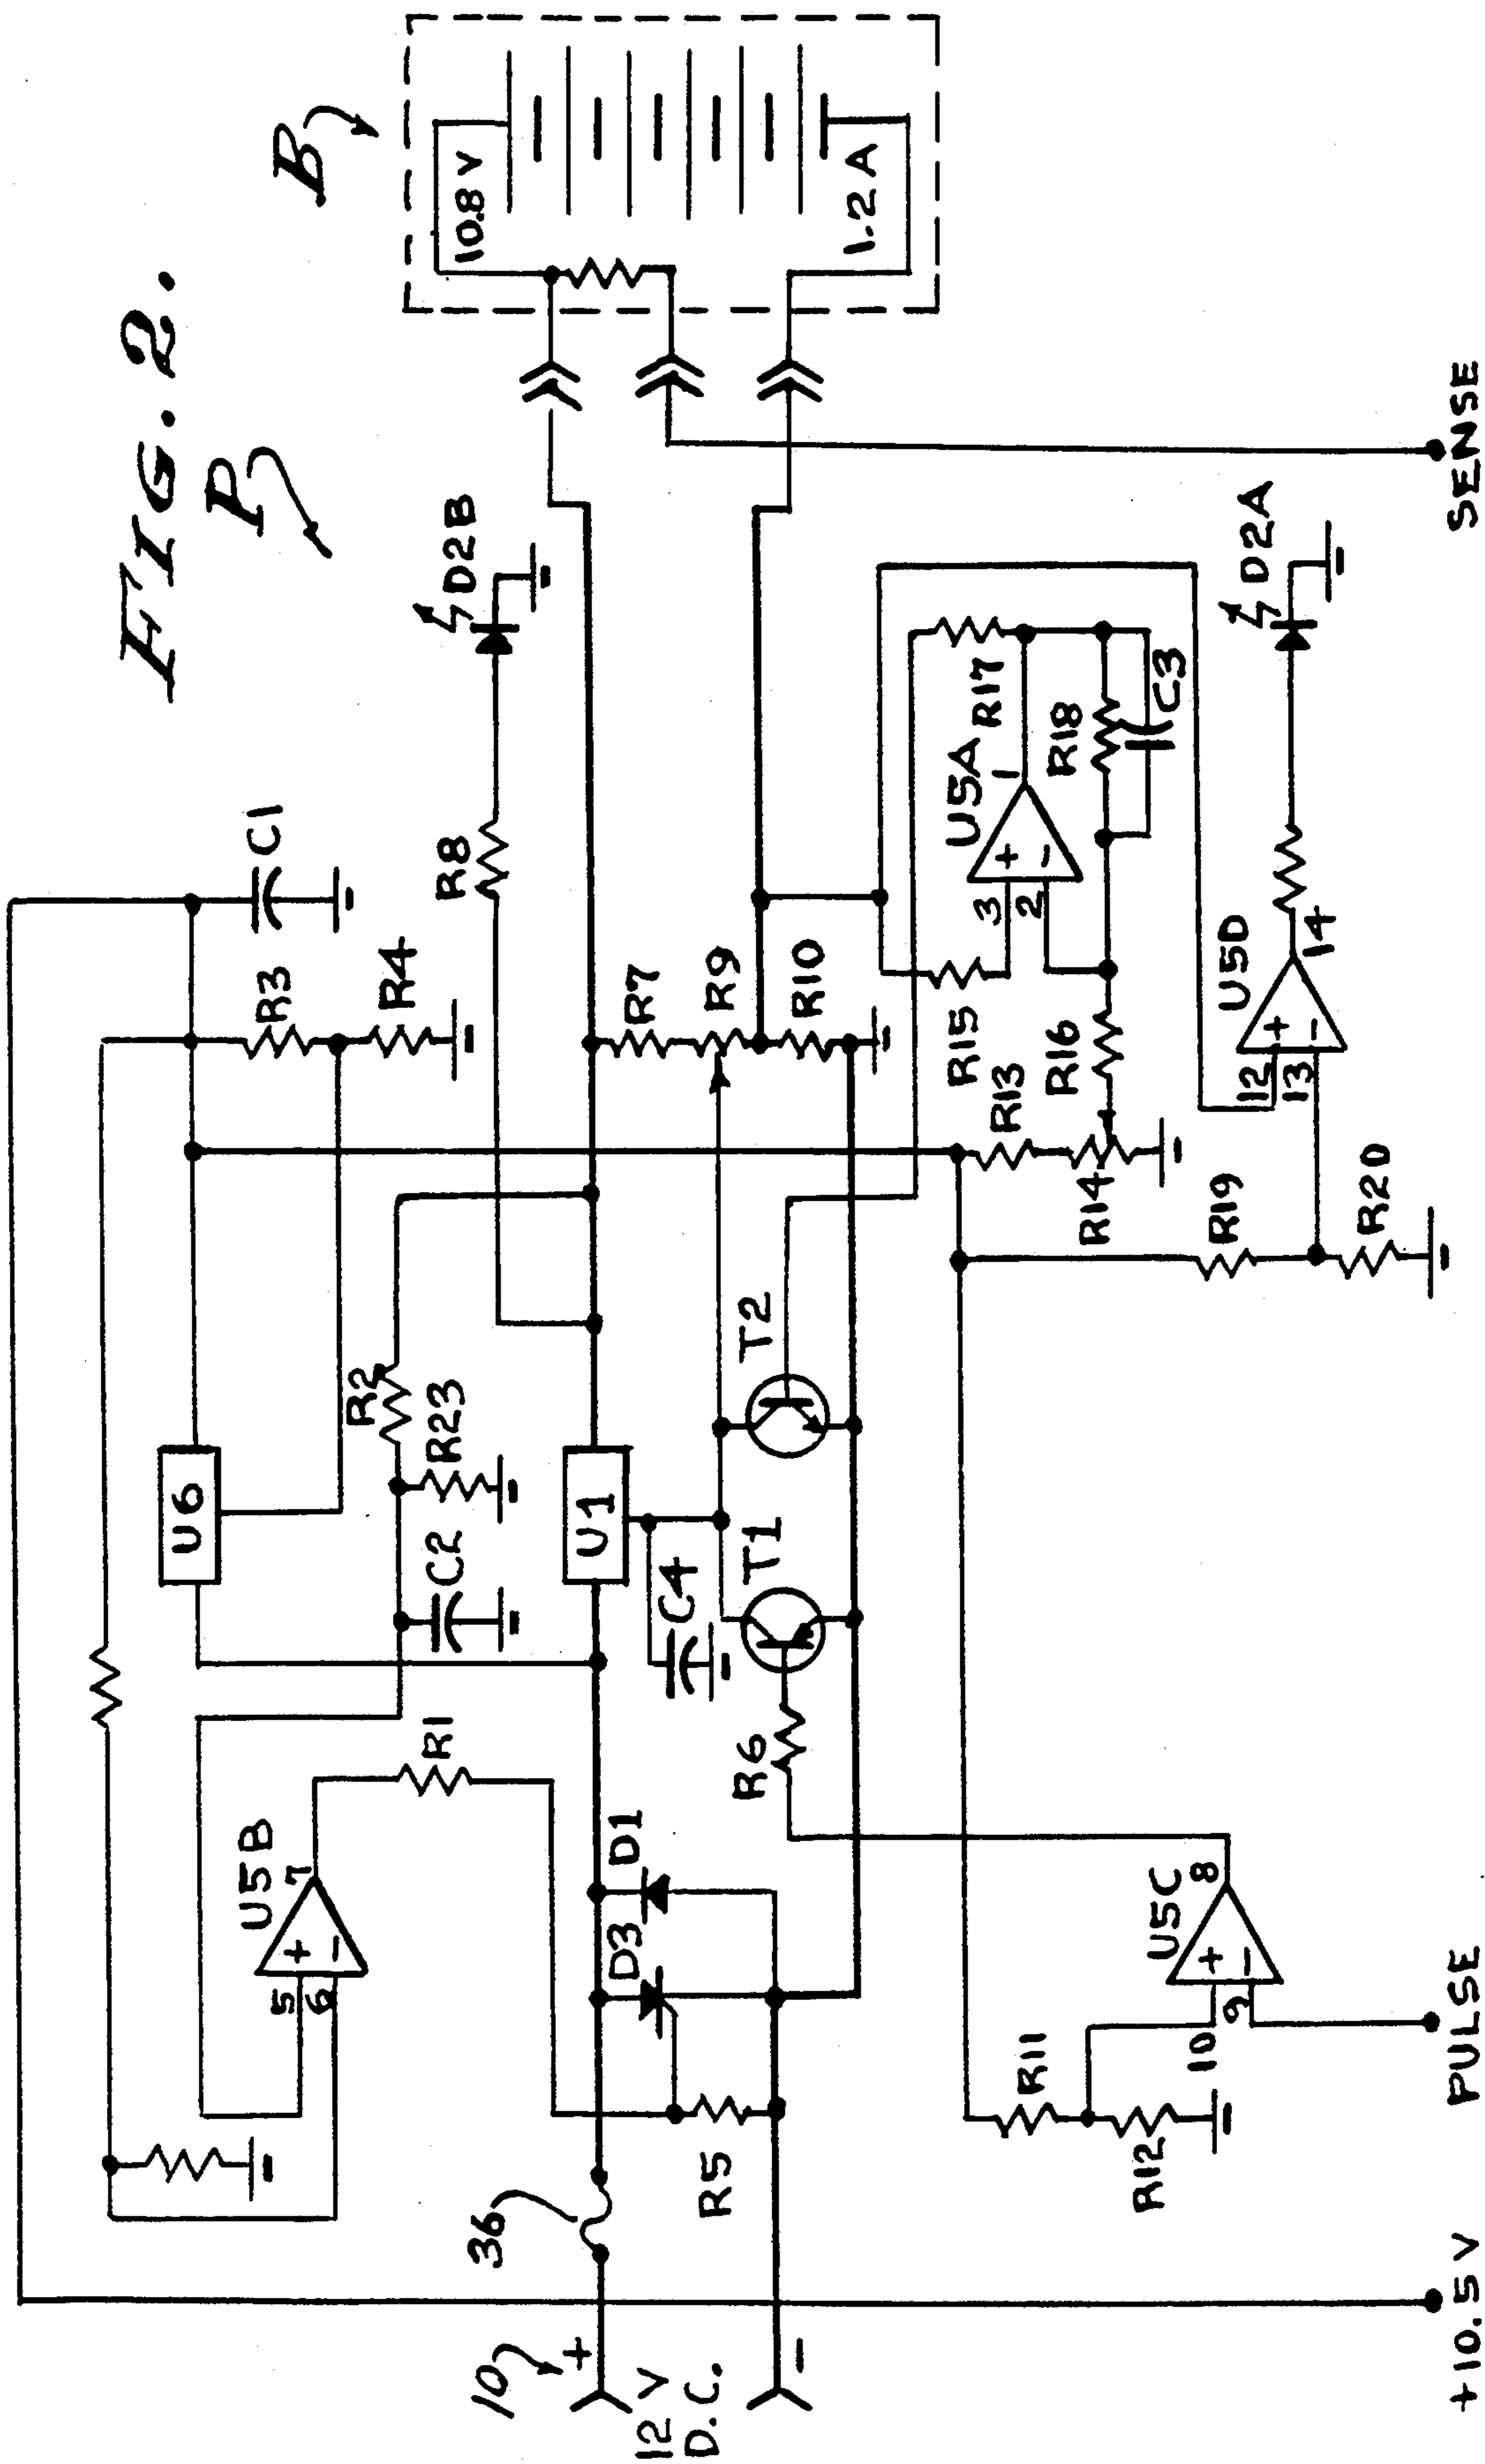 FIG. 2.
P
B
10.8 V
1.2 A
D2B
R8
C1
R3
R4
U6
R2
R23
C2
U1
C4
R7
R9
R10
T1
T2
R6
R1
U5B
5
6
7
+
-
D1
D3
R5
36
10
+
12 V
D.C.
-
U5A
3
2
1
+
-
R17
R18
C3
R15
R16
R13
R14
U5D
12
13
14
+
-
D2A
R19
R20
U5C
10
9
8
+
-
R11
R12
+10.5 V
PULSE
SENSE